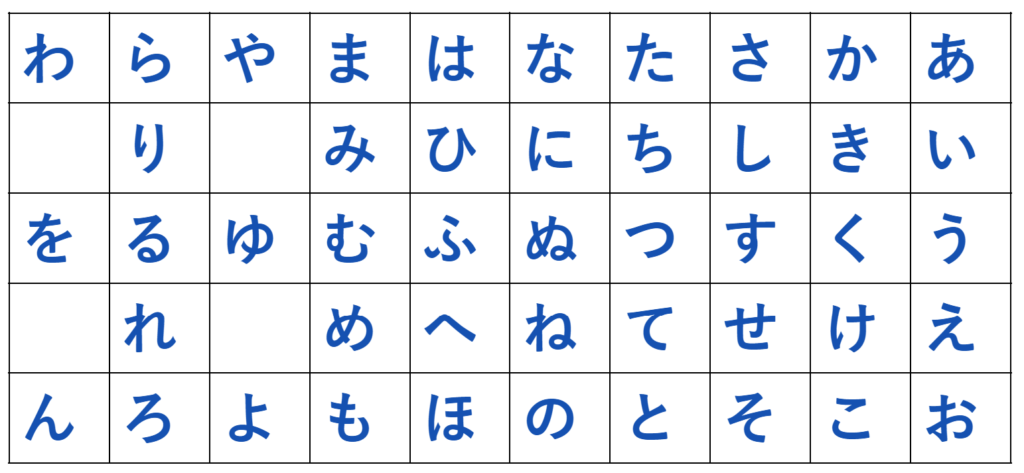 わ ら や ま は な た さ か あ
り み ひ に ち し き い
を る ゆ む ふ ぬ つ す く う
れ め へ ね て せ け え
ん ろ よ も ほ の と そ こ お